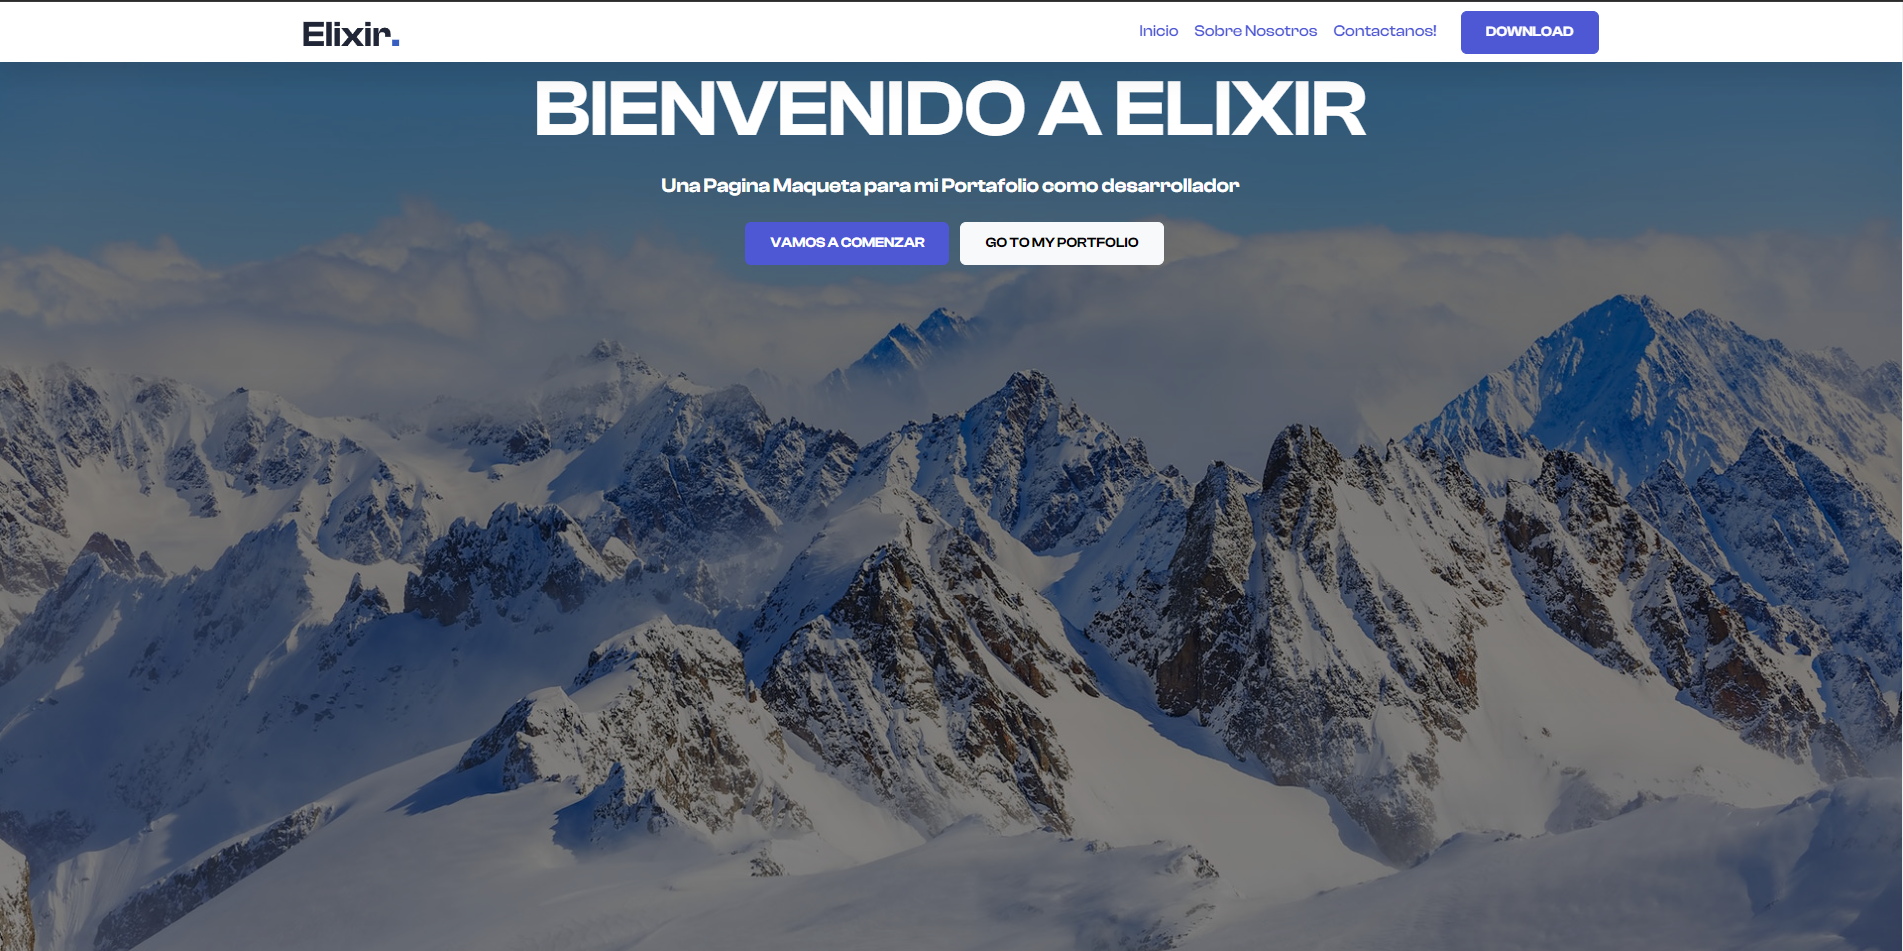 Elixir.
Inicio Sobre Nosotros Contactanos! DOWNLOAD
BIENVENIDO A ELIXIR
Una Pagina Maqueta para mi Portafolio como desarrollador
VAMOS A COMENZAR GO TO MY PORTFOLIO